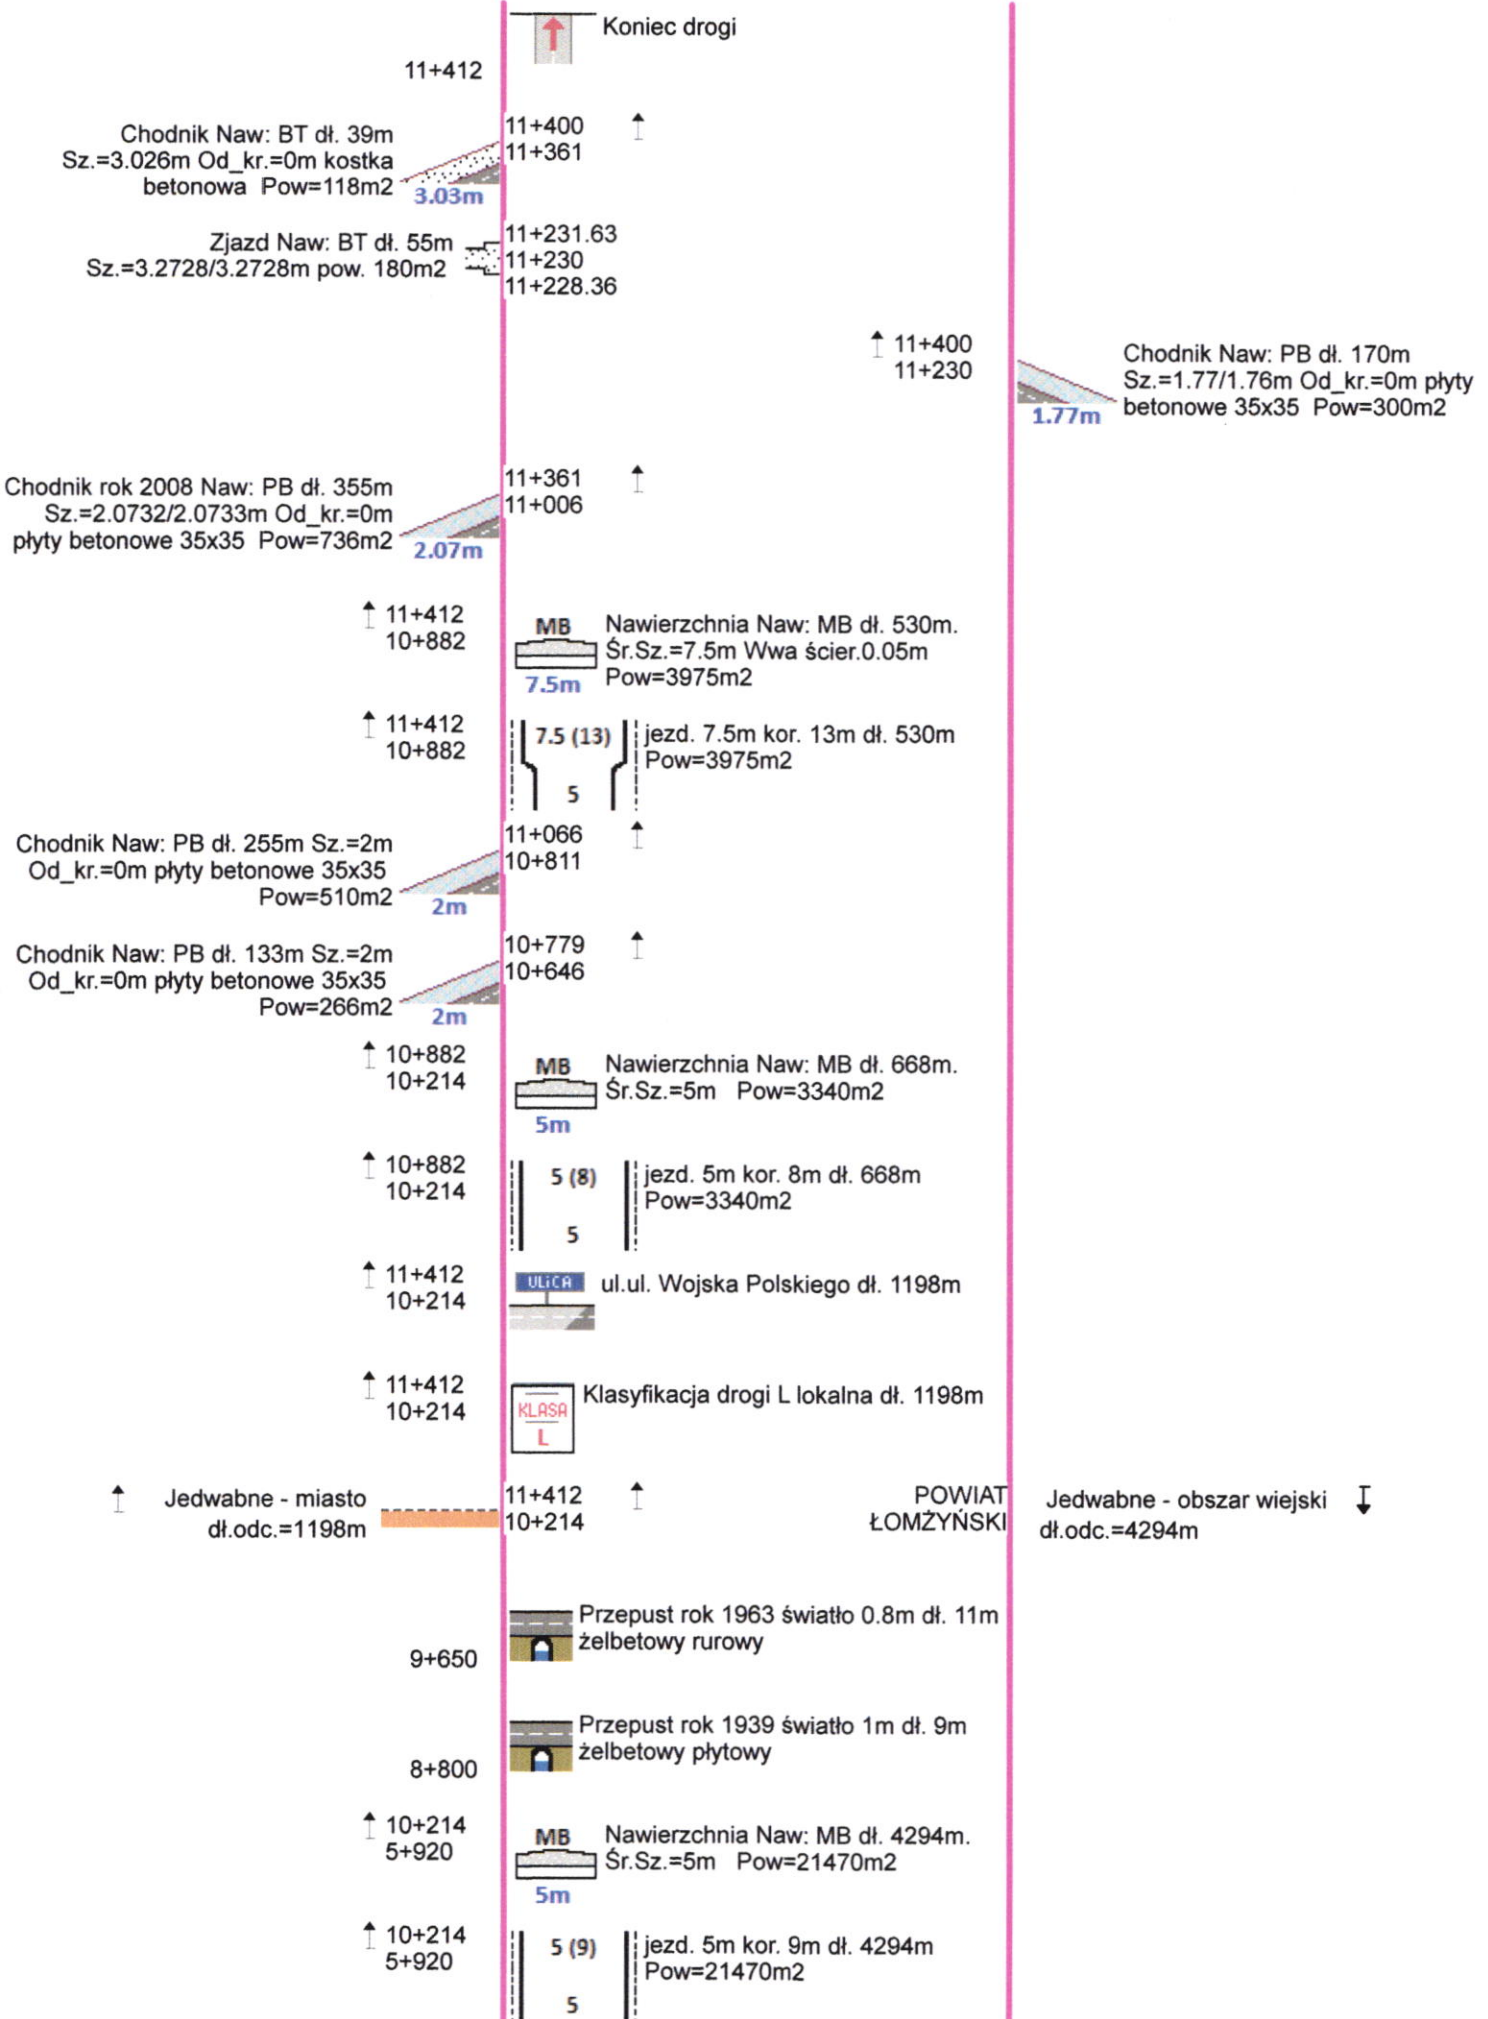 Koniec drogi
11+412
Chodnik Naw: BT dł. 39m
Sz.=3.026m Od_kr.=0m kostka
betonowa Pow=118m2
3.03m
11+400
11+361
Zjazd Naw: BT dł. 55m
Sz.=3.2728/3.2728m pow. 180m2
11+231.63
11+230
11+228.36
11+400
11+230
Chodnik Naw: PB dł. 170m
Sz.=1.77/1.76m Od_kr.=0m płyty
betonowe 35x35 Pow=300m2
1.77m
Chodnik rok 2008 Naw: PB dł. 355m
Sz.=2.0732/2.0733m Od_kr.=0m
płyty betonowe 35x35 Pow=736m2
2.07m
11+361
11+006
11+412
10+882
MB
7.5m
Nawierzchnia Naw: MB dł. 530m.
Śr.Sz.=7.5m Wwa ścier.0.05m
Pow=3975m2
11+412
10+882
7.5 (13)
5
jezd. 7.5m kor. 13m dł. 530m
Pow=3975m2
Chodnik Naw: PB dł. 255m Sz.=2m
Od_kr.=0m płyty betonowe 35x35
Pow=510m2
2m
11+066
10+811
Chodnik Naw: PB dł. 133m Sz.=2m
Od_kr.=0m płyty betonowe 35x35
Pow=266m2
2m
10+779
10+646
10+882
10+214
MB
5m
Nawierzchnia Naw: MB dł. 668m.
Śr.Sz.=5m Pow=3340m2
10+882
10+214
5 (8)
5
jezd. 5m kor. 8m dł. 668m
Pow=3340m2
11+412
10+214
ULiCA
ul.ul. Wojska Polskiego dł. 1198m
11+412
10+214
KLASA
L
Klasyfikacja drogi L lokalna dł. 1198m
Jedwabne - miasto
dł.odc.=1198m
11+412
10+214
POWIAT
ŁOMŻYŃSKI
Jedwabne - obszar wiejski
dł.odc.=4294m
9+650
Przepust rok 1963 światło 0.8m dł. 11m
żelbetowy rurowy
8+800
Przepust rok 1939 światło 1m dł. 9m
żelbetowy płytowy
10+214
5+920
MB
5m
Nawierzchnia Naw: MB dł. 4294m.
Śr.Sz.=5m Pow=21470m2
10+214
5+920
5 (9)
5
jezd. 5m kor. 9m dł. 4294m
Pow=21470m2